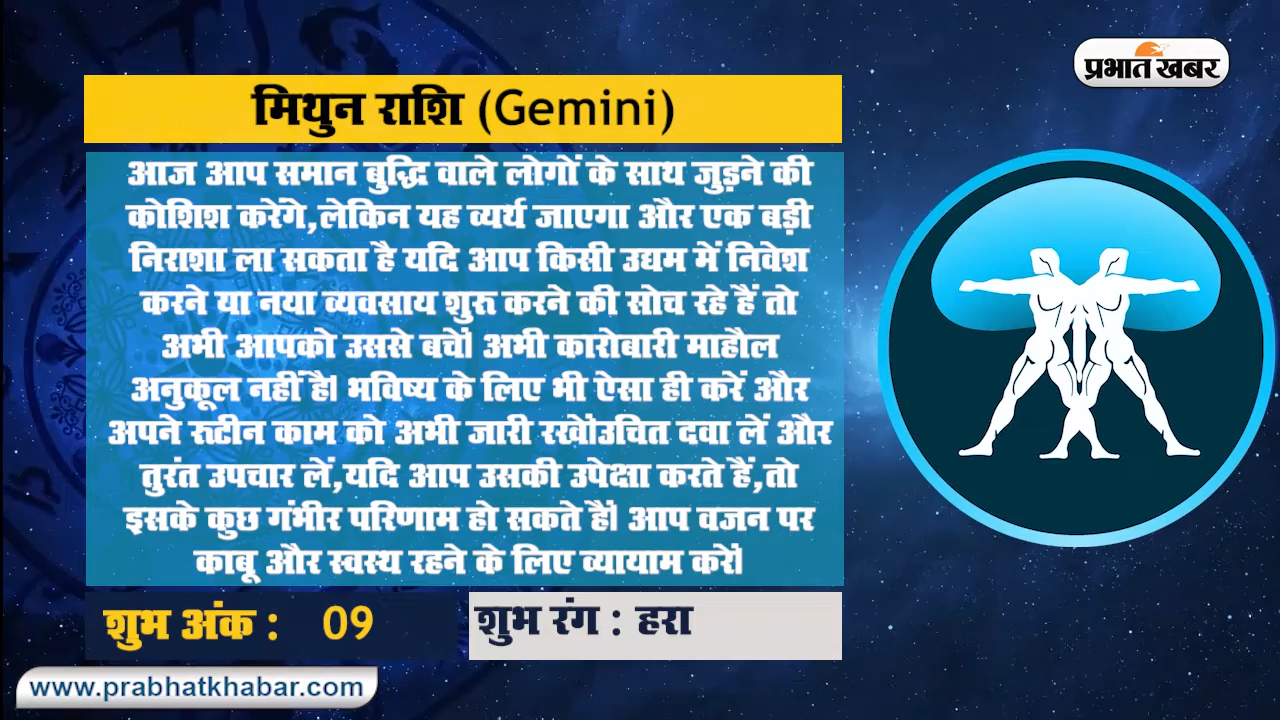 प्रभात खबर
मिथुन राशि (Gemini)
आज आप समान बुद्धि वाले लोगों के साथ जुड़ने की
कोशिश करेंगे,लेकिन यह व्यर्थ जाएगा और एक बड़ी
निराशा ला सकता है यदि आप किसी उद्यम में निवेश
करने या नया व्यवसाय शुरू करने की सोच रहे हैं तो
अभी आपको उससे बचें। अभी कारोबारी माहौल
अनुकूल नहीं है। भविष्य के लिए भी ऐसा ही करें और
अपने रूटीन काम को अभी जारी रखें।उचित दवा लें और
तुरंत उपचार लें,यदि आप उसकी उपेक्षा करते हैं,तो
इसके कुछ गंभीर परिणाम हो सकते हैं। आप वजन पर
काबू और स्वस्थ रहने के लिए व्यायाम करें।
शुभ अंक : 09
शुभ रंग : हरा
www.prabhatkhabar.com